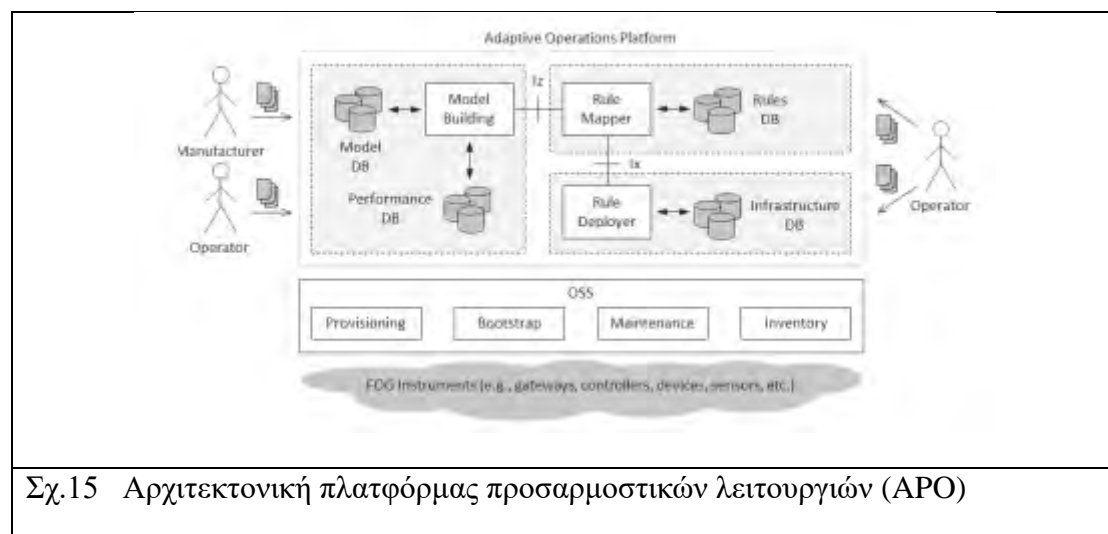 Adaptive Operations Platform
Manufacturer
Operator
Model
DB
Model
Building
Performance
DB
Iz
Rule
Mapper
Rules
DB
Ix
Rule
Deployer
Infrastructure
DB
Operator
OSS
Provisioning
Bootstrap
Maintenance
Inventory
FOG Instruments (e.g., gateways, controllers, devices, sensors, etc.)
Σχ.15 Αρχιτεκτονική πλατφόρμας προσαρμοστικών λειτουργιών (APO)